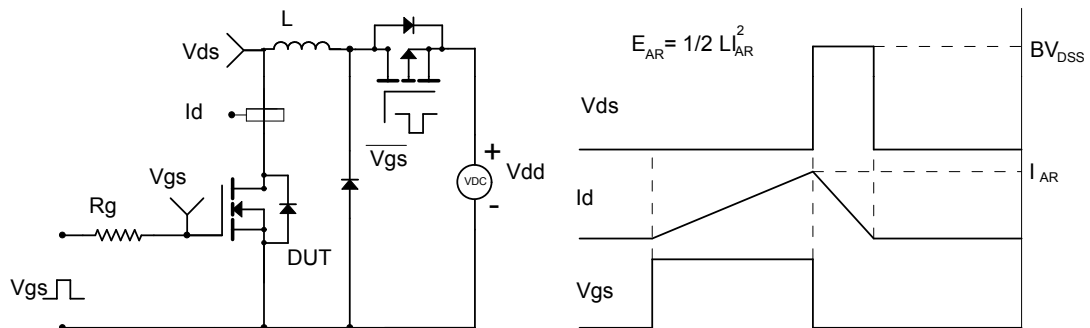 L
Vds
Id
Vgs
Vgs
Rg
DUT
Vgs
VDC
+
-
Vdd
E_AR = 1/2 LI_AR^2
Vds
BV_DSS
Id
I_AR
Vgs